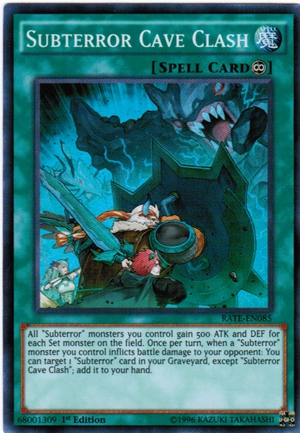 SUBTERROR CAVE CLASH
魔
[SPELL CARD]
RATE-EN085
All "Subterror" monsters you control gain 500 ATK and DEF for
each Set monster on the field. Once per turn, when a "Subterror"
monster you control inflicts battle damage to your opponent: You
can target 1 "Subterror" card in your Graveyard, except "Subterror
Cave Clash"; add it to your hand.
68001309
1st Edition
©1996 KAZUKI TAKAHASHI